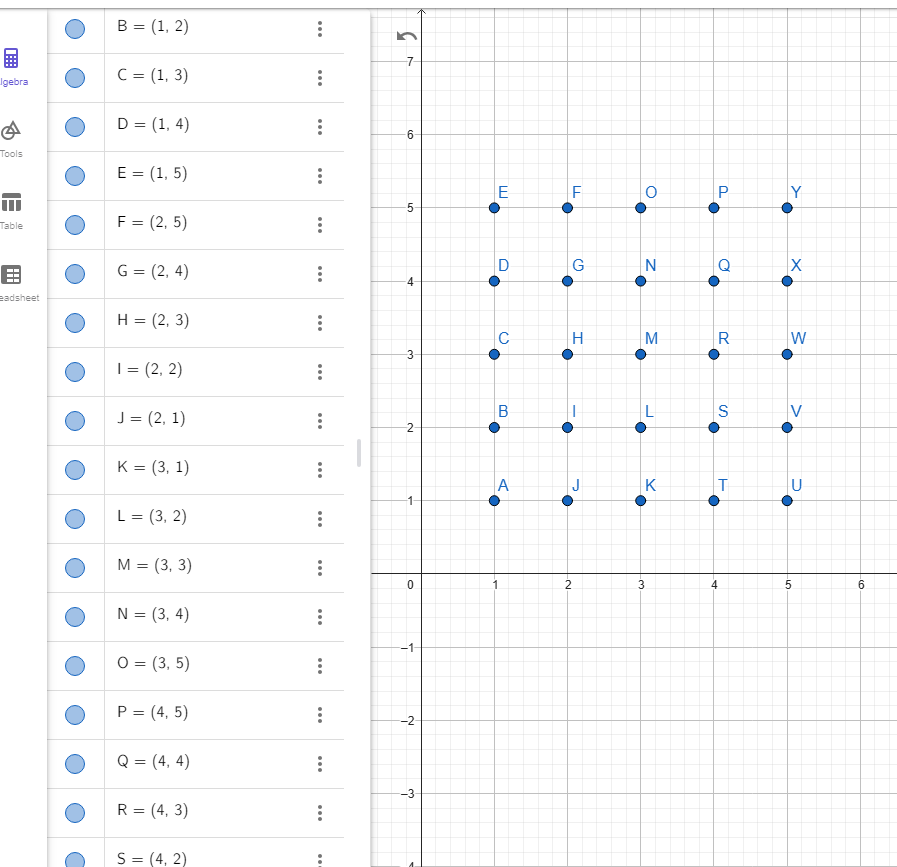 lgebra
Tools
Table
eadsheet
B = (1, 2)
C = (1, 3)
D = (1, 4)
E = (1, 5)
F = (2, 5)
G = (2, 4)
H = (2, 3)
I = (2, 2)
J = (2, 1)
K = (3, 1)
L = (3, 2)
M = (3, 3)
N = (3, 4)
O = (3, 5)
P = (4, 5)
Q = (4, 4)
R = (4, 3)
S = (4, 2)
7
6
E F O P Y
5
D G N Q X
4
C H M R W
3
B I L S V
2
A J K T U
1
0 1 2 3 4 5 6
−1
−2
−3